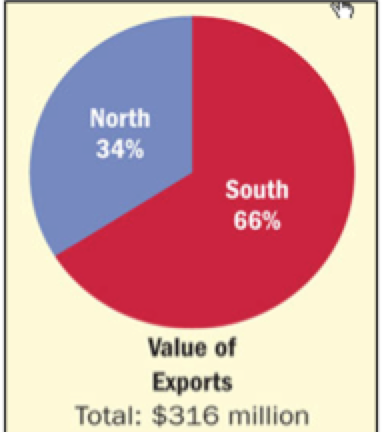 North
34%
South
66%
Value of
Exports
Total: $316 million